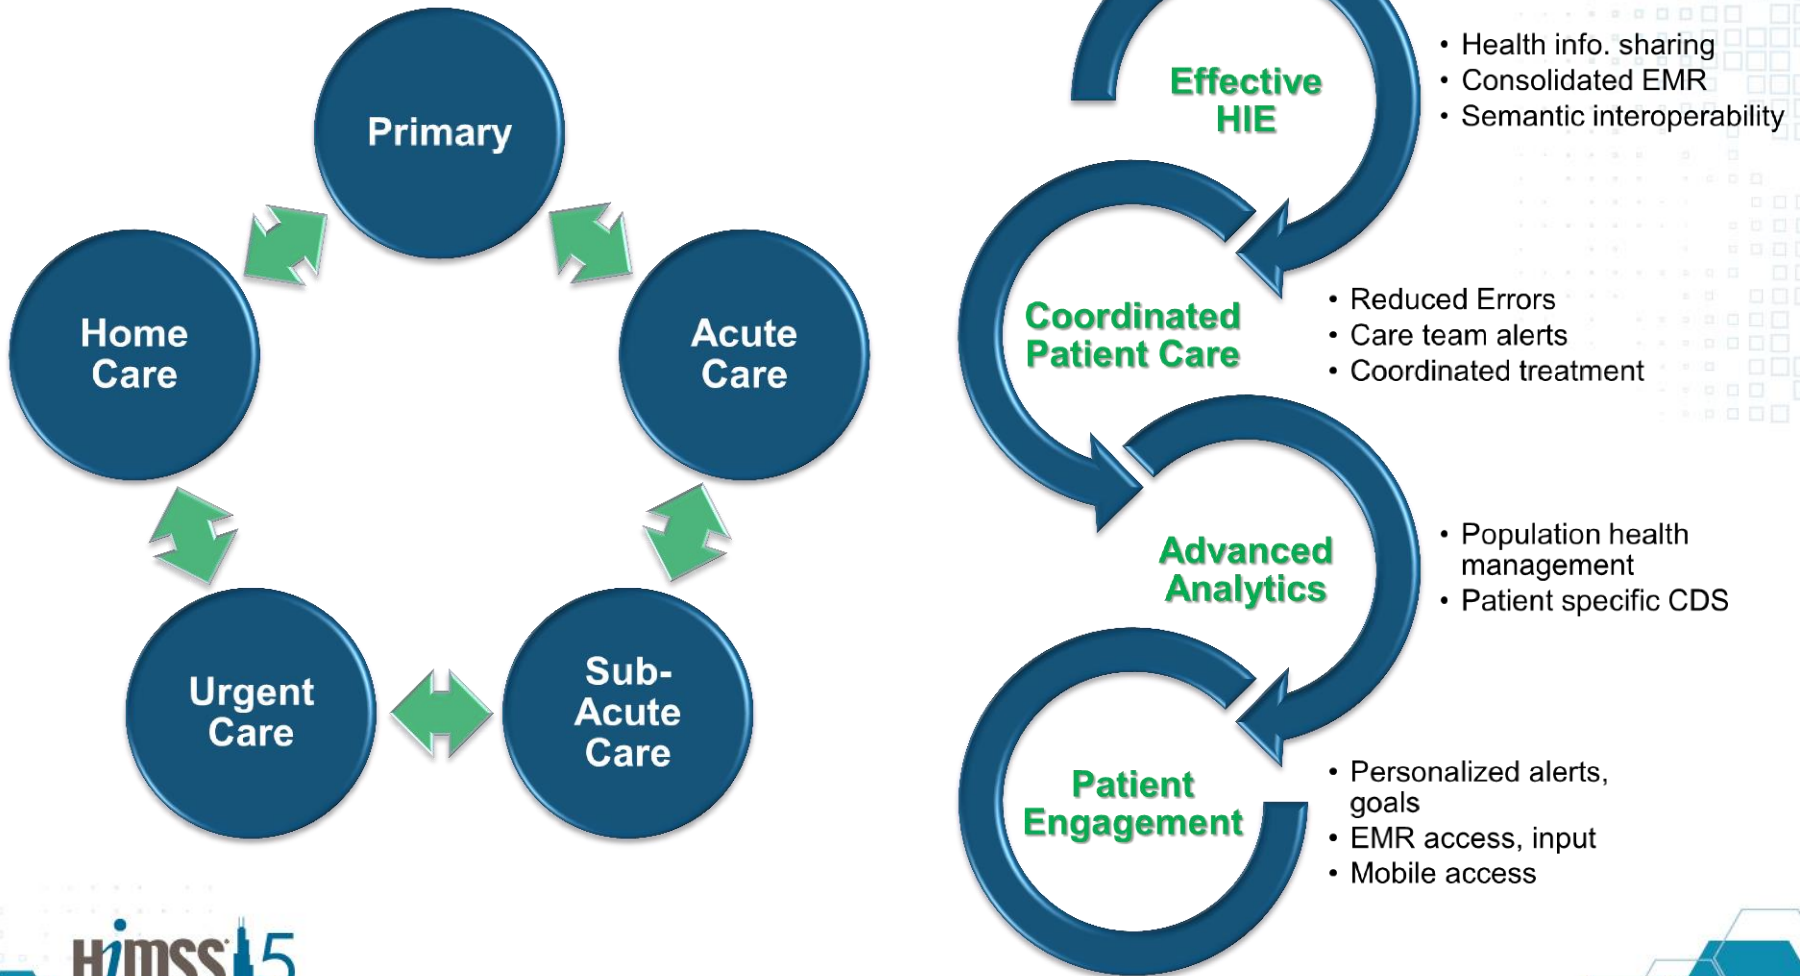 Primary
Home
Care
Acute
Care
Urgent
Care
Sub-
Acute
Care
Effective
HIE
• Health info. sharing
• Consolidated EMR
• Semantic interoperability
Coordinated
Patient Care
• Reduced Errors
• Care team alerts
• Coordinated treatment
Advanced
Analytics
• Population health
management
• Patient specific CDS
Patient
Engagement
• Personalized alerts,
goals
• EMR access, input
• Mobile access
HiMSS 15